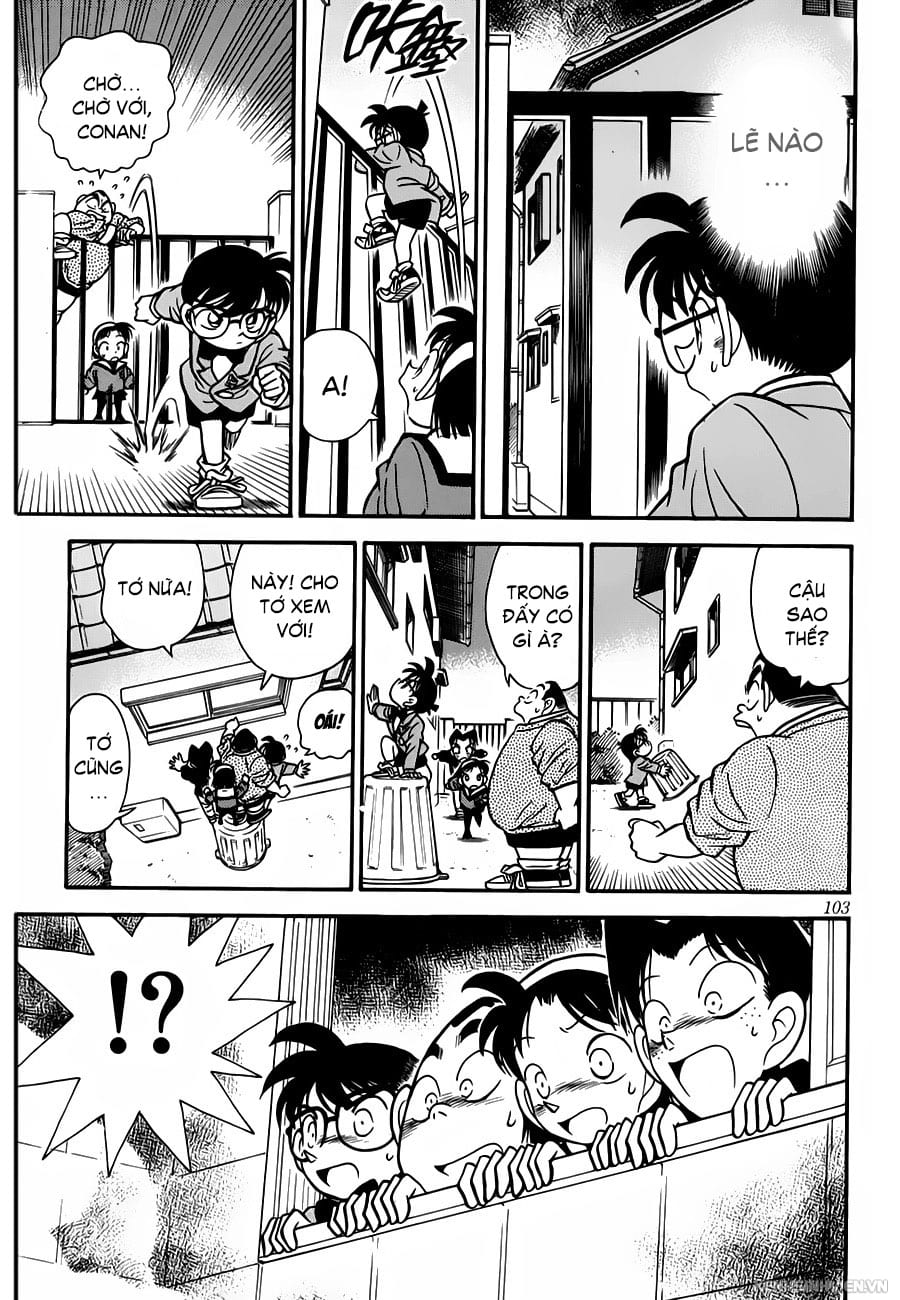 LẼ NÀO
...
A!
CHỜ...
CHỜ VỚI,
CONAN!
CẬU
SAO
THẾ?
TRONG
ĐẤY CÓ
GÌ À?
NÀY! CHO
TỚ XEM
VỚI!
TỚ NỮA!
OÁI!
TỚ
CŨNG
...
103
!?